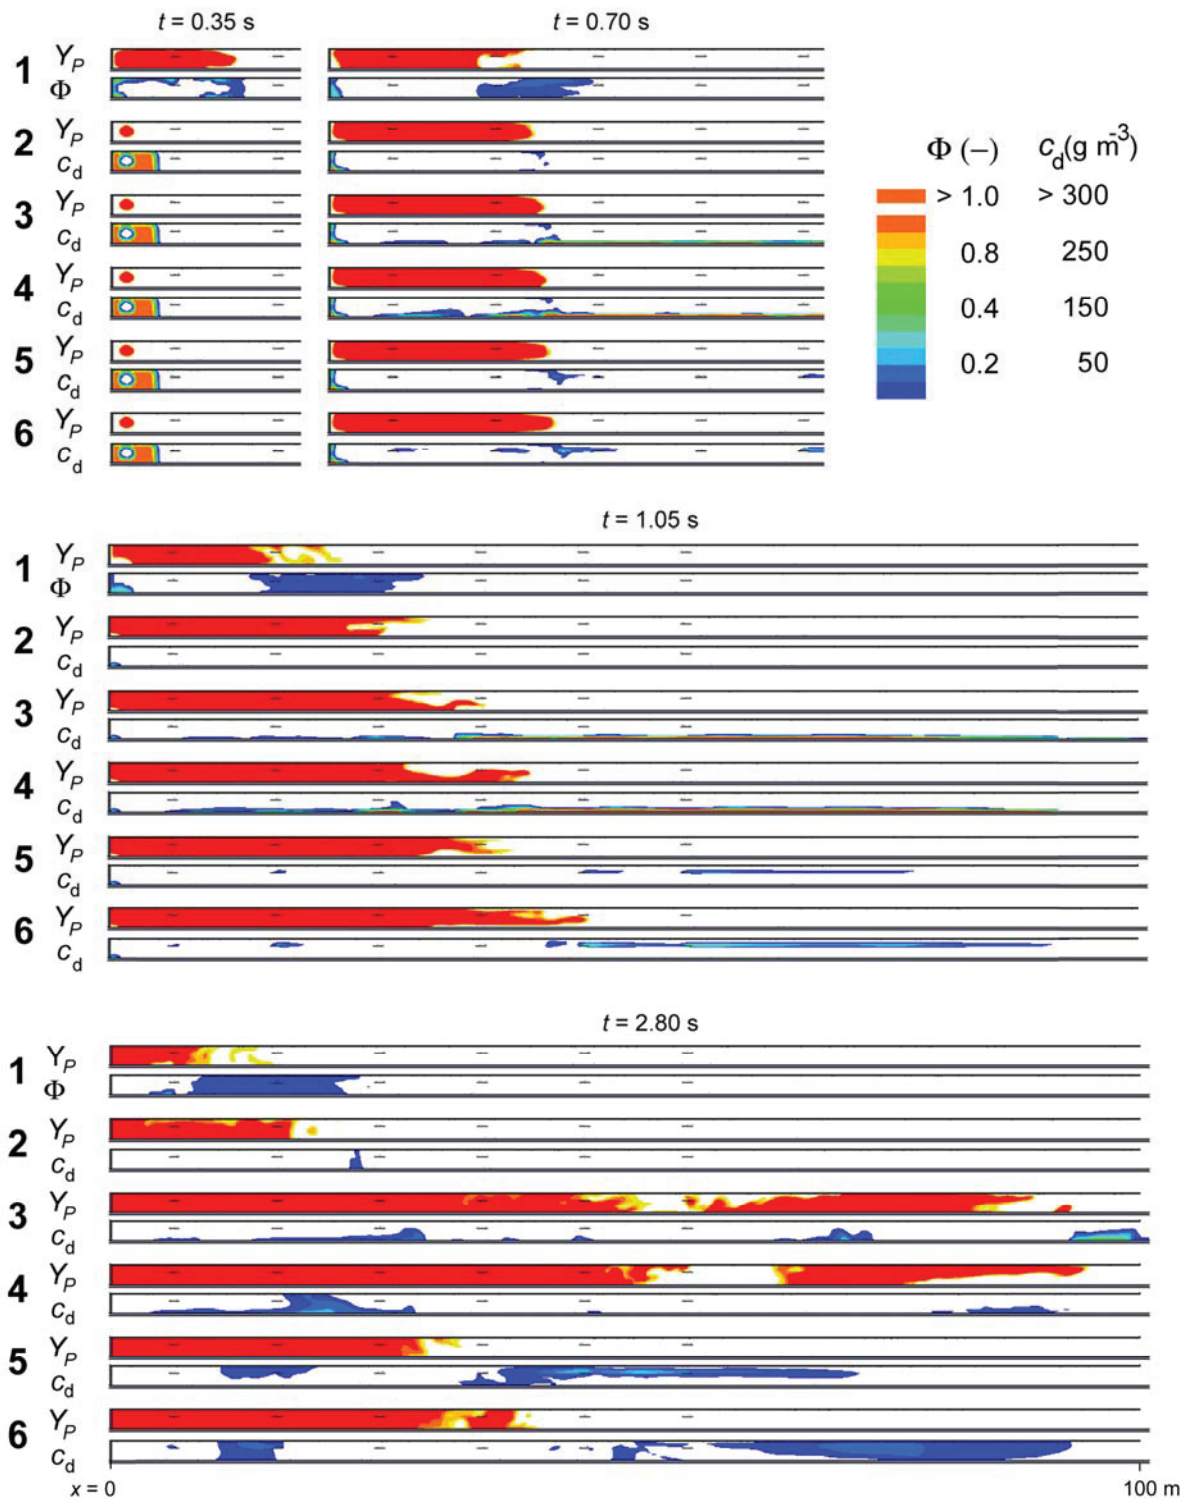 t = 0.35 s t = 0.70 s
1 Y_P
Φ
2 Y_P
c_d
3 Y_P
c_d
4 Y_P
c_d
5 Y_P
c_d
6 Y_P
c_d
Φ (–) c_d(g m⁻³)
> 1.0 > 300
0.8 250
0.4 150
0.2 50
t = 1.05 s
1 Y_P
Φ
2 Y_P
c_d
3 Y_P
c_d
4 Y_P
c_d
5 Y_P
c_d
6 Y_P
c_d
t = 2.80 s
1 Y_P
Φ
2 Y_P
c_d
3 Y_P
c_d
4 Y_P
c_d
5 Y_P
c_d
6 Y_P
c_d
x = 0 100 m